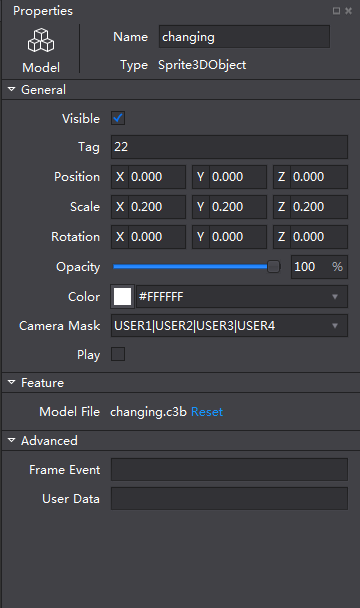 Properties
Name changing
Model Type Sprite3DObject
General
Visible
Tag 22
Position X 0.000 Y 0.000 Z 0.000
Scale X 0.200 Y 0.200 Z 0.200
Rotation X 0.000 Y 0.000 Z 0.000
Opacity 100 %
Color #FFFFFF
Camera Mask USER1|USER2|USER3|USER4
Play
Feature
Model File changing.c3b Reset
Advanced
Frame Event
User Data